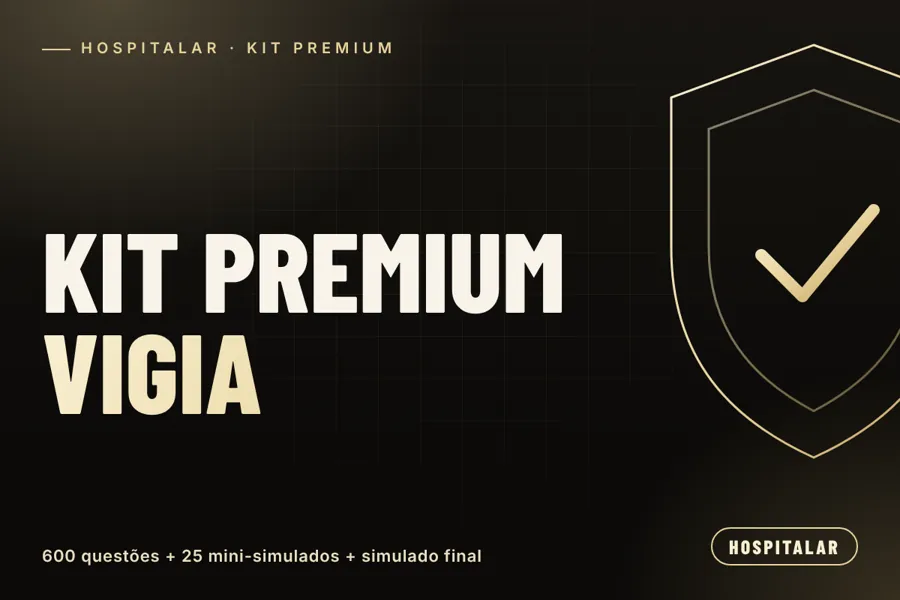 HOSPITALAR · KIT PREMIUM
KIT PREMIUM
VIGIA
600 questões + 25 mini-simulados + simulado final
HOSPITALAR